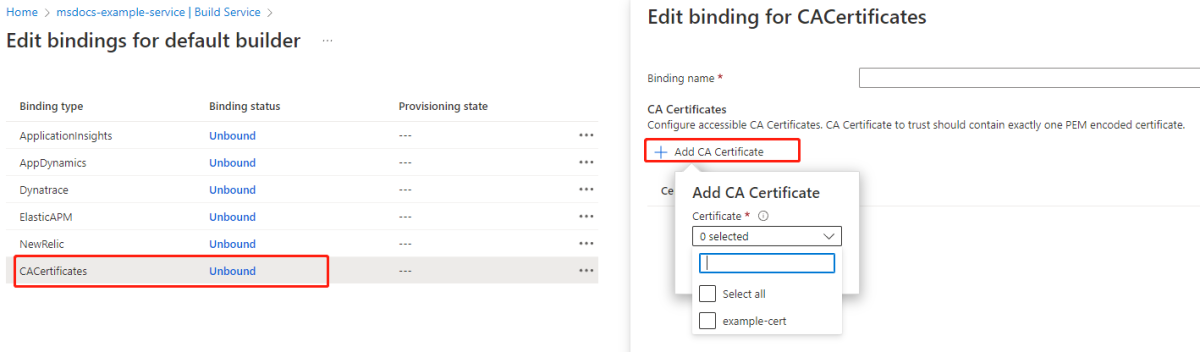 Home > msdocs-example-service | Build Service >
Edit bindings for default builder ...
Binding type Binding status Provisioning state
ApplicationInsights Unbound --- •••
AppDynamics Unbound --- •••
Dynatrace Unbound --- •••
ElasticAPM Unbound --- •••
NewRelic Unbound --- •••
CACertificates Unbound --- •••
Edit binding for CACertificates
Binding name *
CA Certificates
Configure accessible CA Certificates. CA Certificate to trust should contain exactly one PEM encoded certificate.
+ Add CA Certificate
Ce
Add CA Certificate
Certificate *
0 selected
Select all
example-cert